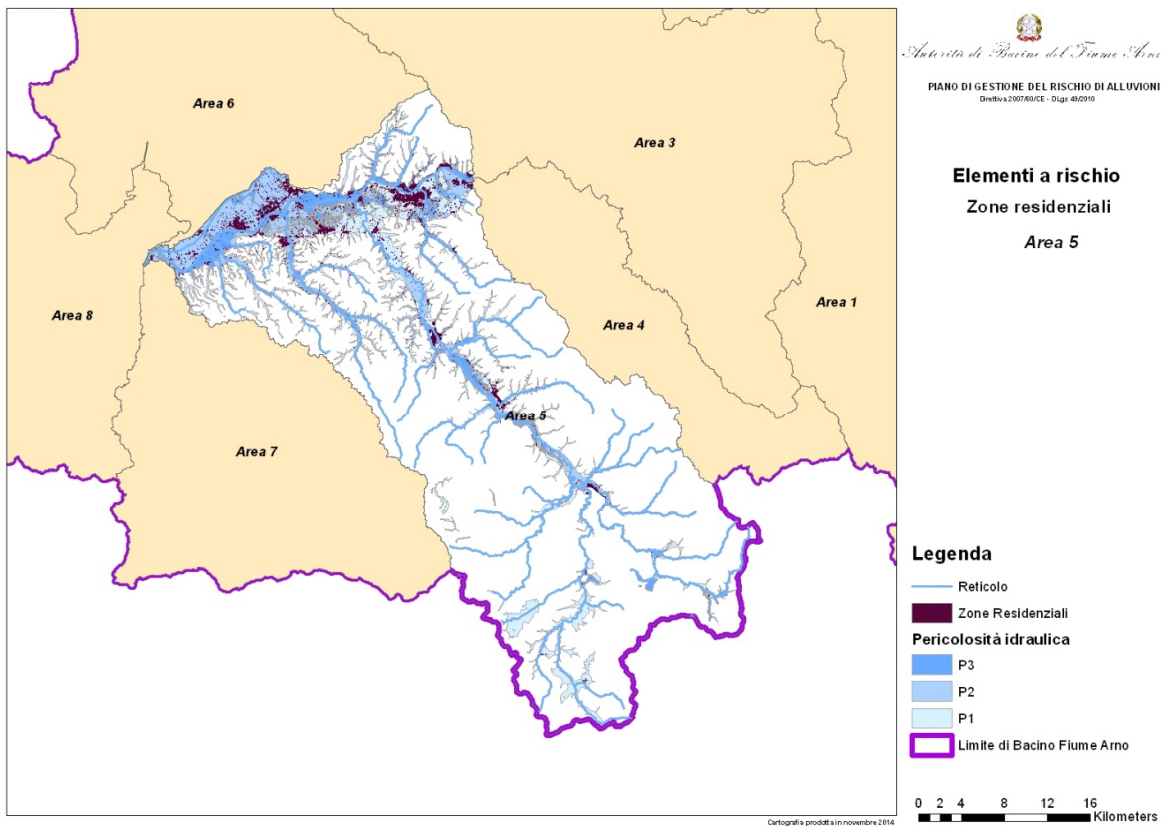 Autorità di Bacino del Fiume Arno
PIANO DI GESTIONE DEL RISCHIO DI ALLUVIONI
Direttiva 2007/60/CE - D.Lgs 49/2010
Elementi a rischio
Zone residenziali
Area 5
Area 6
Area 3
Area 8
Area 1
Area 4
Area 5
Area 7
Legenda
Reticolo
Zone Residenziali
Pericolosità idraulica
P3
P2
P1
Limite di Bacino Fiume Arno
0 2 4 8 12 16
Kilometers
Cartografia prodotta in novembre 2014